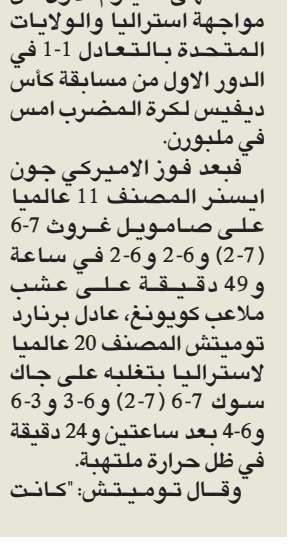 مواجهة استراليا والولايات
المتحدة بالتعادل 1-1 في
الدور الاول من مسابقة كأس
ديفيس لكرة المضرب امس
في ملبورن.
فبعد فوز الاميركي جون
ايسنر المصنف 11 عالميا
على صامويل غروث 7-6
(7-2) و6-2 و6-2 في ساعة
و49 دقيقة على عشب
ملاعب كويونغ، عادل برنارد
توميتش المصنف 20 عالميا
لاستراليا بتغلبه على جاك
سوك 7-6 (7-2) و6-3 و3-6
و6-4 بعد ساعتين و24 دقيقة
في ظل حرارة ملتهبة.
وقال توميتش: "كانت